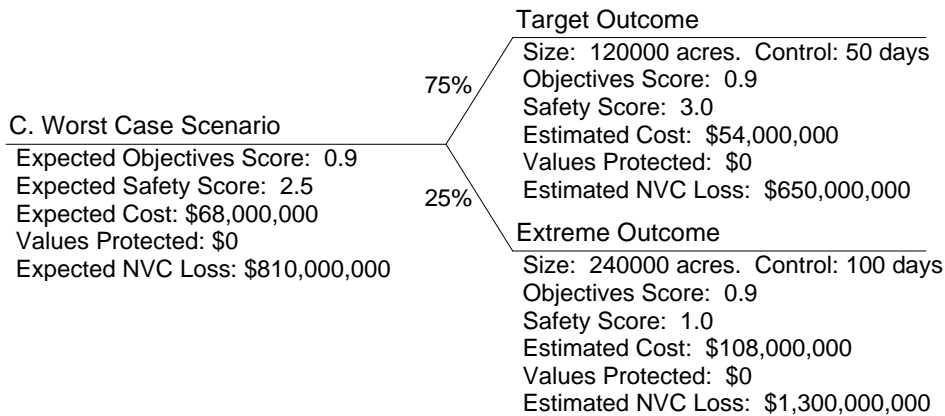 C. Worst Case Scenario
Expected Objectives Score: 0.9
Expected Safety Score: 2.5
Expected Cost: $68,000,000
Values Protected: $0
Expected NVC Loss: $810,000,000
75%
25%
Target Outcome
Size: 120000 acres. Control: 50 days
Objectives Score: 0.9
Safety Score: 3.0
Estimated Cost: $54,000,000
Values Protected: $0
Estimated NVC Loss: $650,000,000
Extreme Outcome
Size: 240000 acres. Control: 100 days
Objectives Score: 0.9
Safety Score: 1.0
Estimated Cost: $108,000,000
Values Protected: $0
Estimated NVC Loss: $1,300,000,000